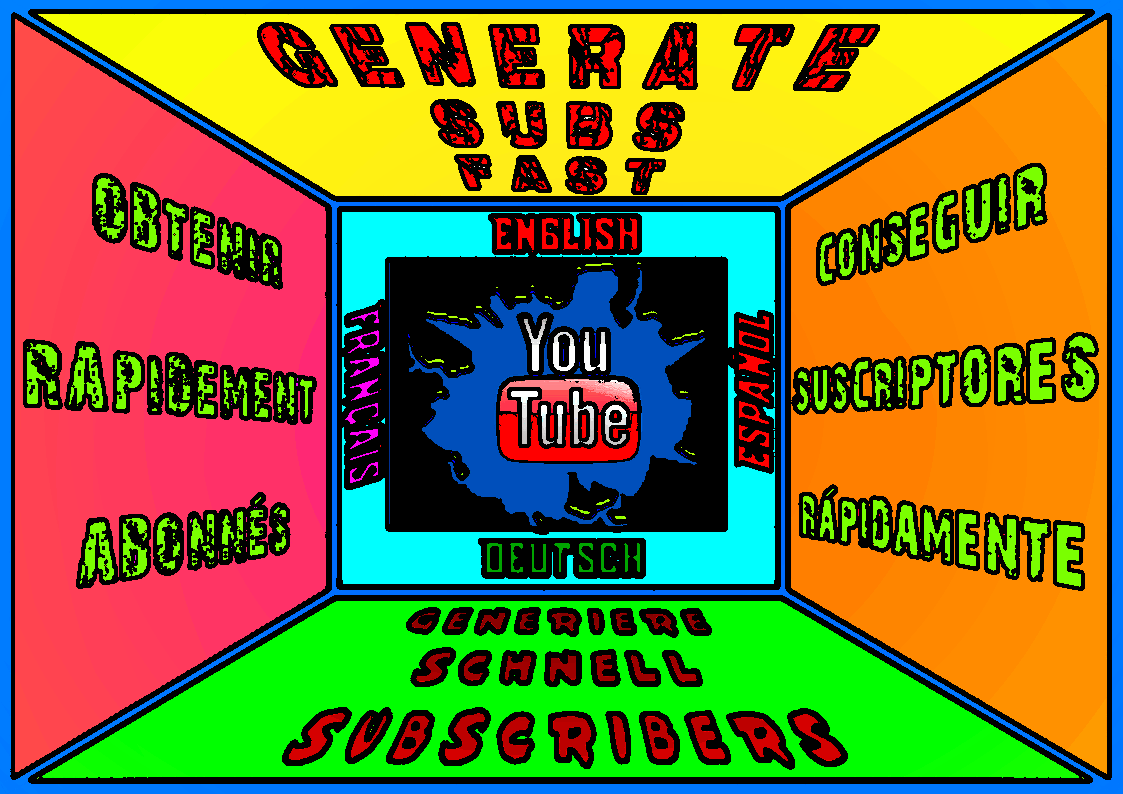 GENERATE
SUBS
FAST
OBTENIR
RAPIDEMENT
ABONNÉS
ENGLISH
FRANÇAIS
You
Tube
ESPAÑOL
DEUTSCH
CONSEGUIR
SUSCRIPTORES
RÁPIDAMENTE
GENERIERE
SCHNELL
SUBSCRIBERS